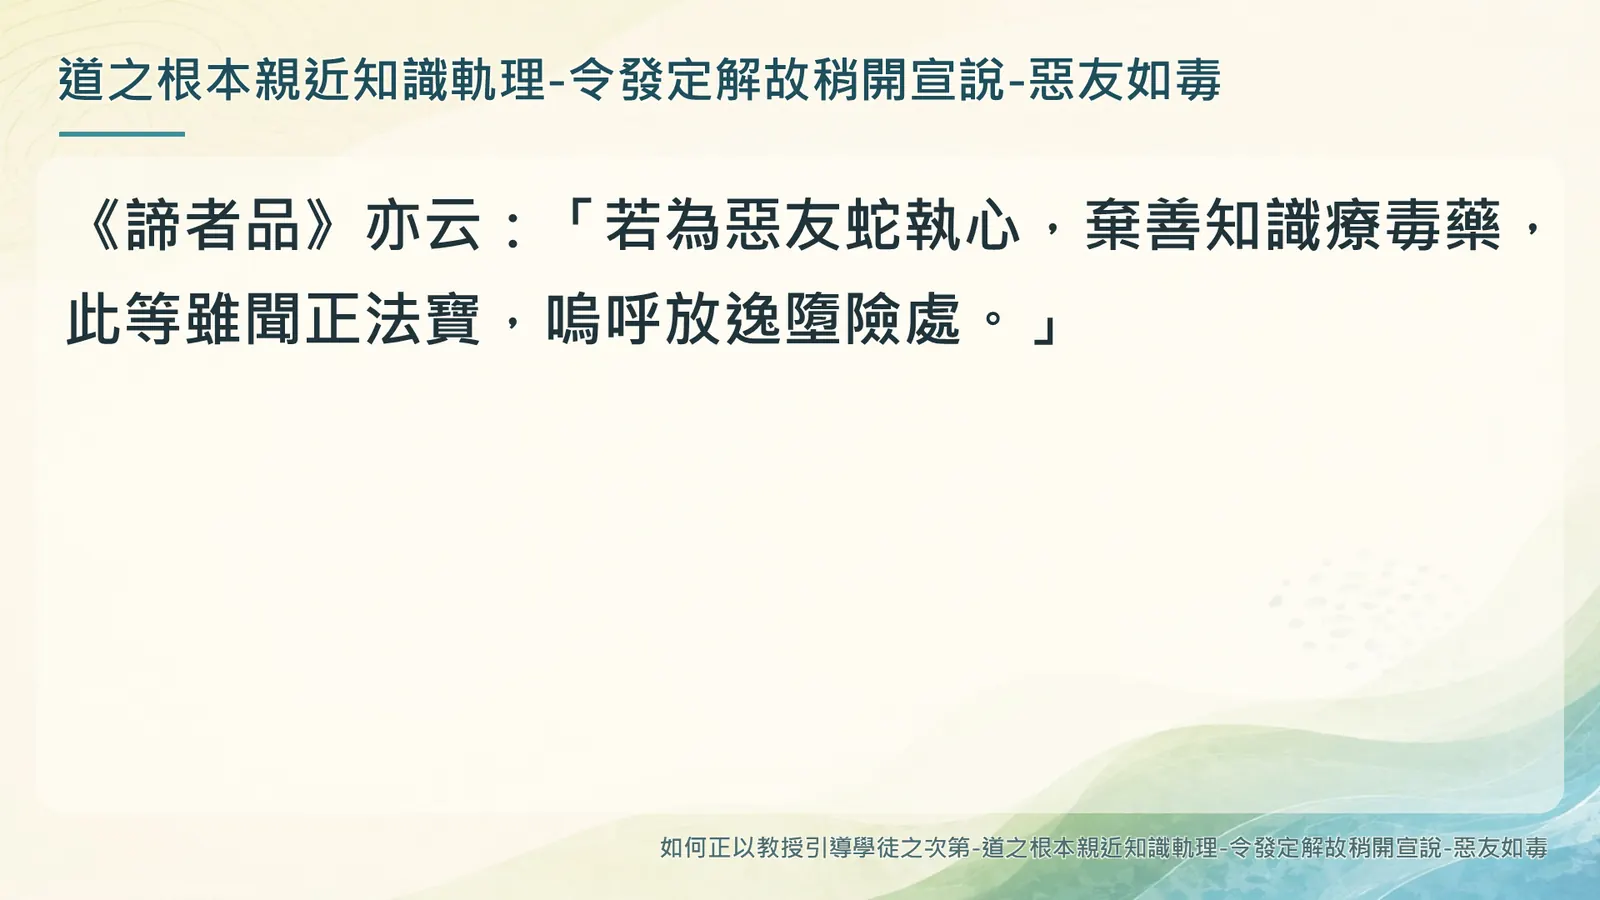 道之根本親近知識軌理-令發定解故稍開宣說-惡友如毒
《諦者品》亦云：「若為惡友蛇執心，棄善知識療毒藥，
此等雖聞正法寶，嗚呼放逸墮險處。」
如何正以教授引導學徒之次第-道之根本親近知識軌理-令發定解故稍開宣說-惡友如毒